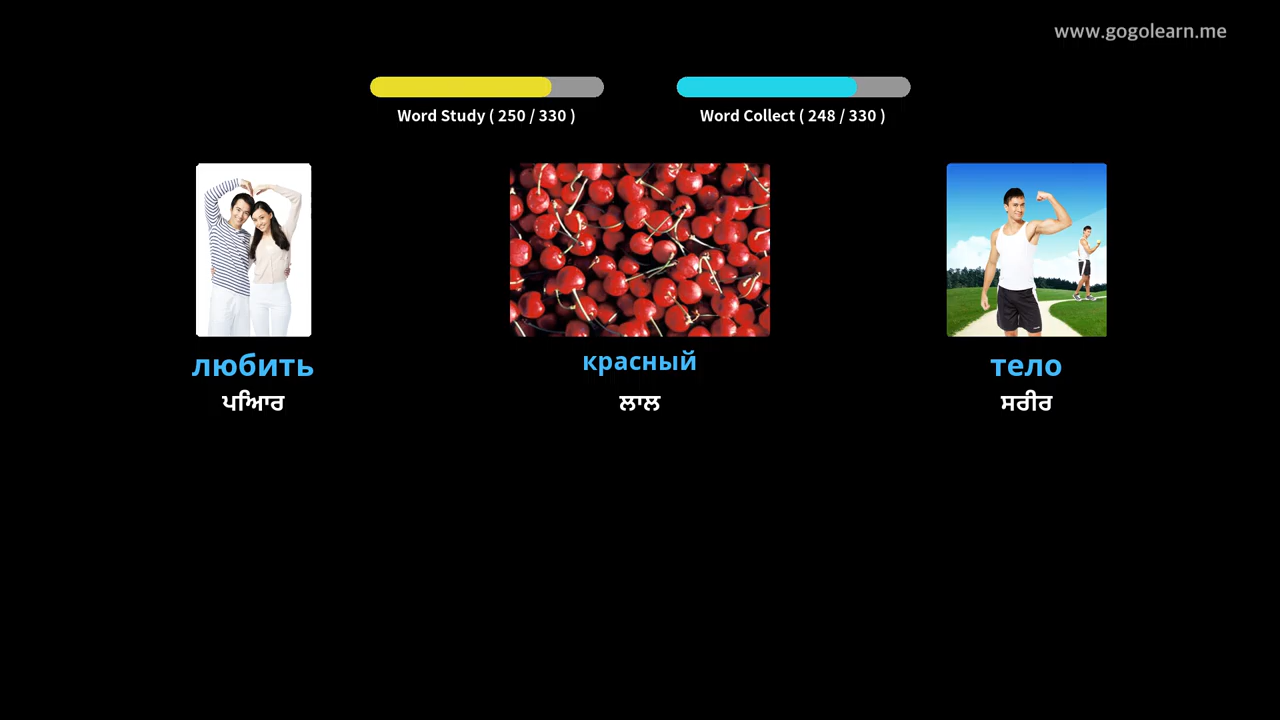 www.gogolearn.me
Word Study ( 250 / 330 )
Word Collect ( 248 / 330 )
любить
ਪਿਆਰ
красный
ਲਾਲ
тело
ਸਰੀਰ